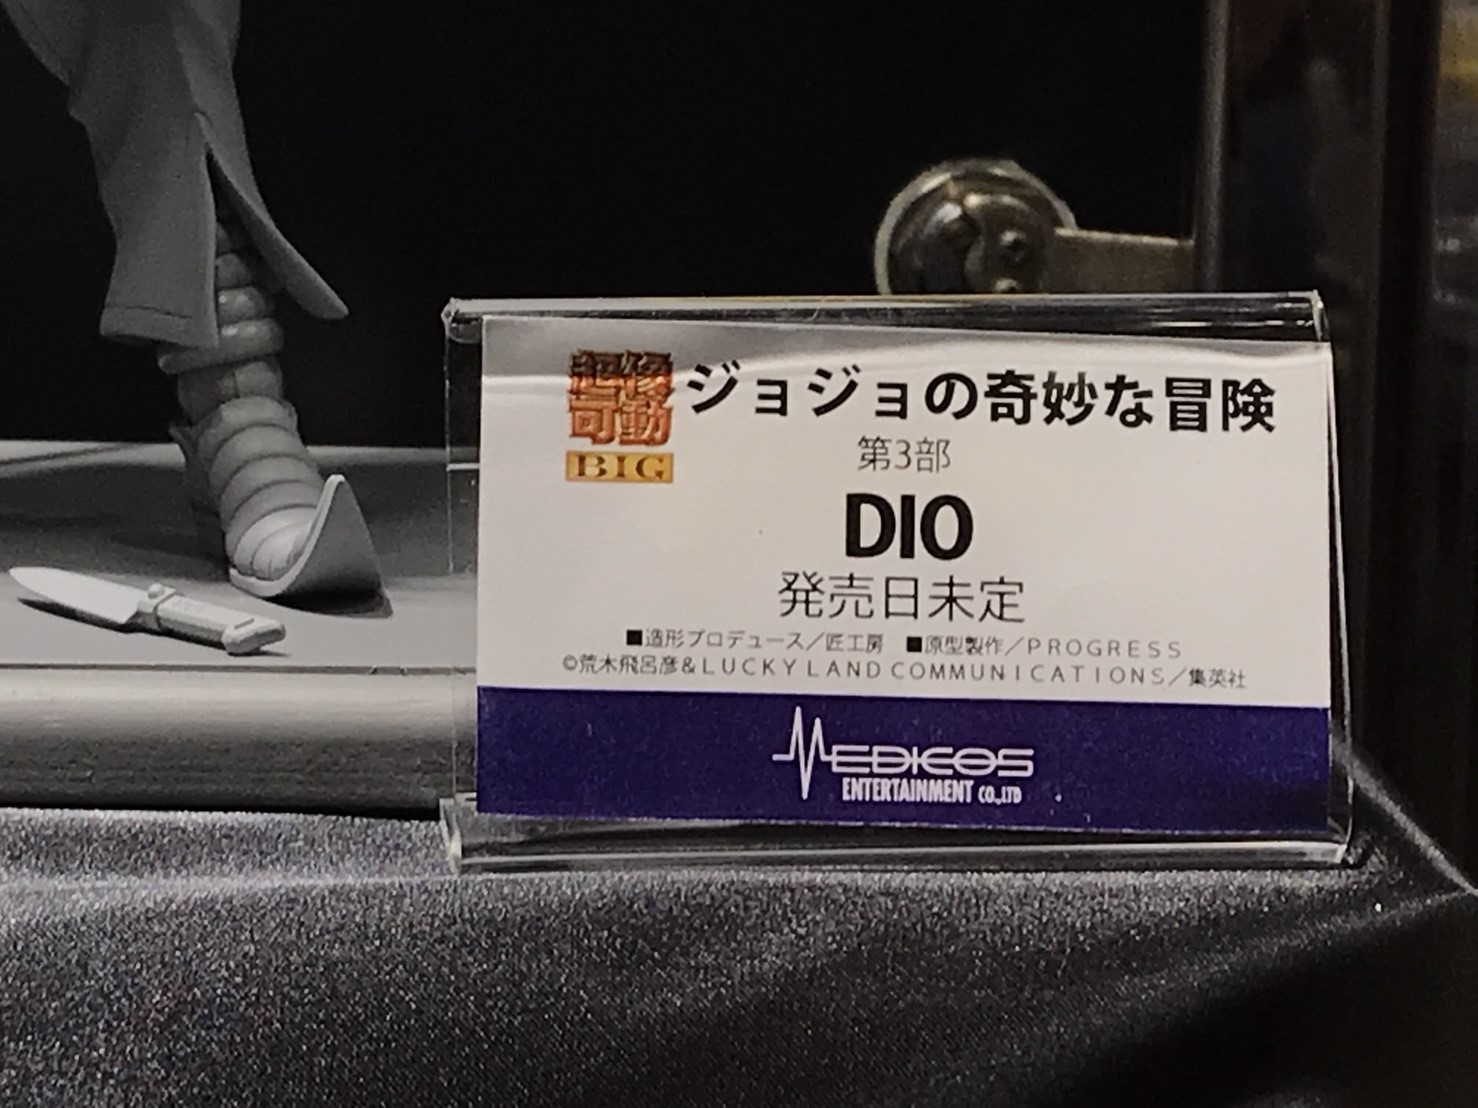 超像可動
BIG
ジョジョの奇妙な冒険
第3部
DIO
発売日未定
■造形プロデュース／匠工房　■原型製作／PROGRESS
©荒木飛呂彦&LUCKY LAND COMMUNICATIONS／集英社
MEDICOS
ENTERTAINMENT CO.,LTD